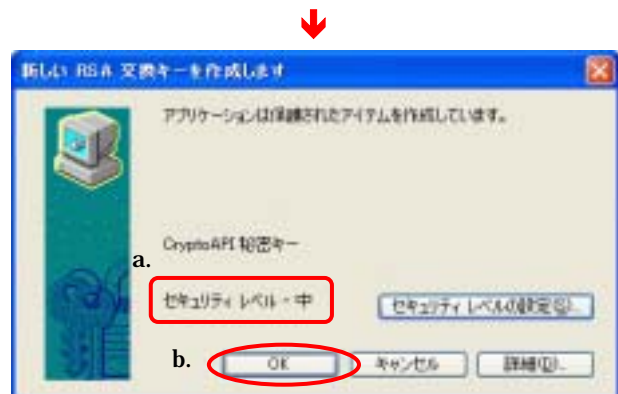 新しい RSA 交換キーを作成します
アプリケーションは保護されたアイテムを作成しています。
CryptoAPI 秘密キー
a.
セキュリティ レベル - 中
セキュリティ レベルの設定(S)...
b.
OK
キャンセル
詳細(D)...